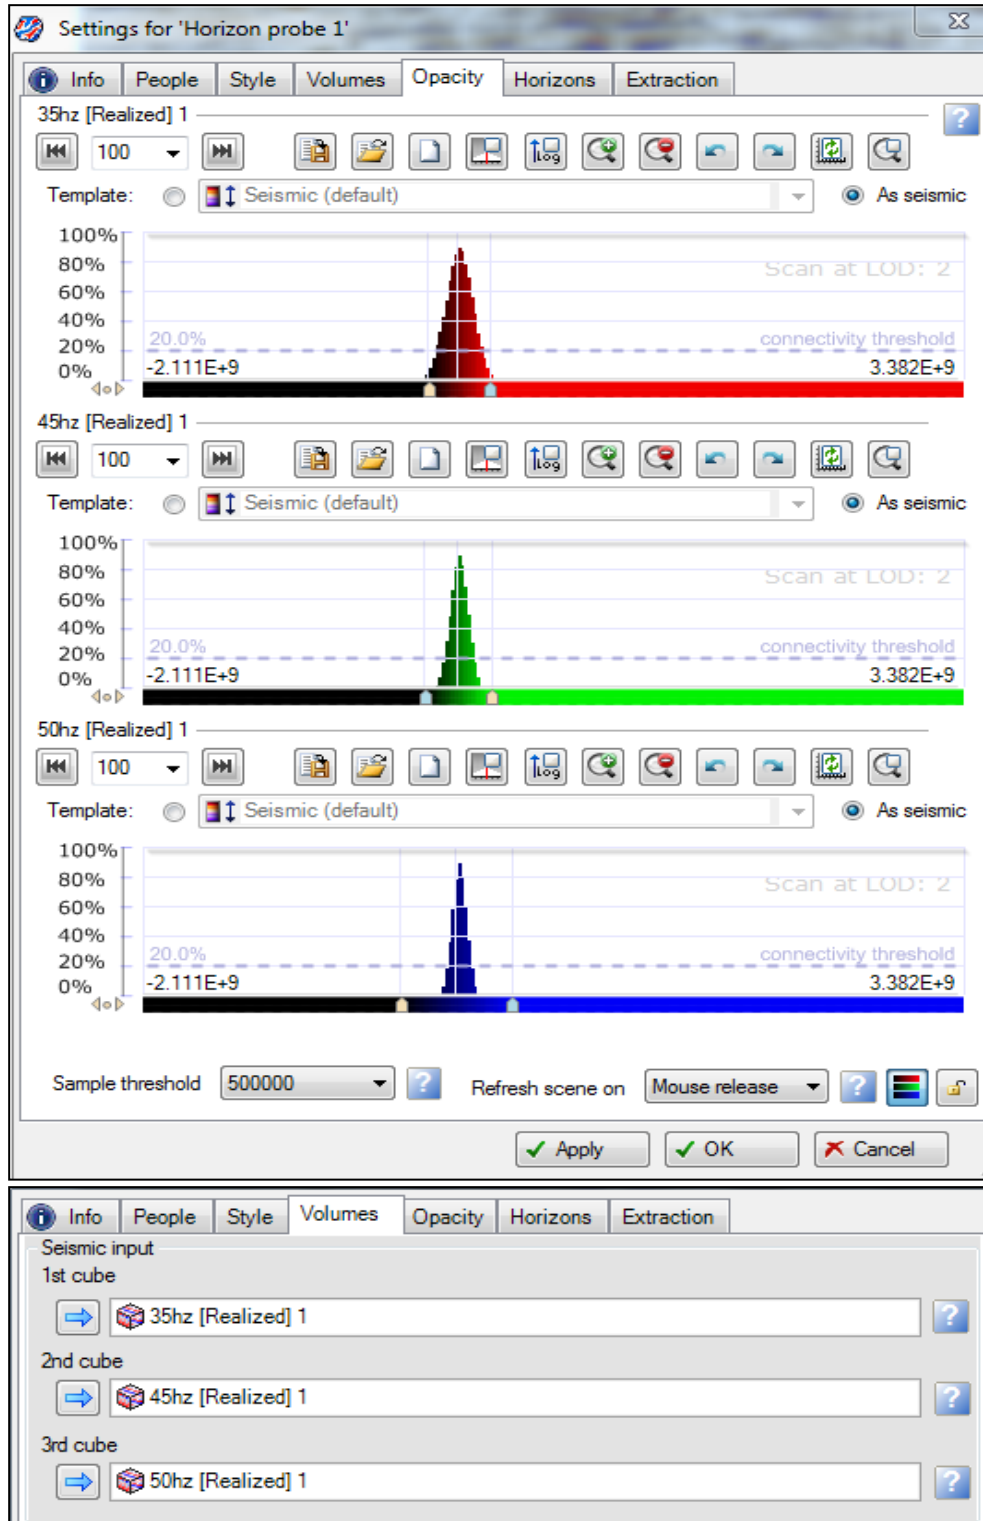 Settings for 'Horizon probe 1'
Info People Style Volumes Opacity Horizons Extraction
35hz [Realized] 1
100
log
Template: Seismic (default) As seismic
100%
80% Scan at LOD: 2
60%
40%
20.0% connectivity threshold
20%
0% -2.111E+9 3.382E+9
45hz [Realized] 1
100
log
Template: Seismic (default) As seismic
100%
80% Scan at LOD: 2
60%
40%
20.0% connectivity threshold
20%
0% -2.111E+9 3.382E+9
50hz [Realized] 1
100
log
Template: Seismic (default) As seismic
100%
80% Scan at LOD: 2
60%
40%
20.0% connectivity threshold
20%
0% -2.111E+9 3.382E+9
Sample threshold 500000 ? Refresh scene on Mouse release ?
Apply OK Cancel
Info People Style Volumes Opacity Horizons Extraction
Seismic input
1st cube
35hz [Realized] 1 ?
2nd cube
45hz [Realized] 1 ?
3rd cube
50hz [Realized] 1 ?